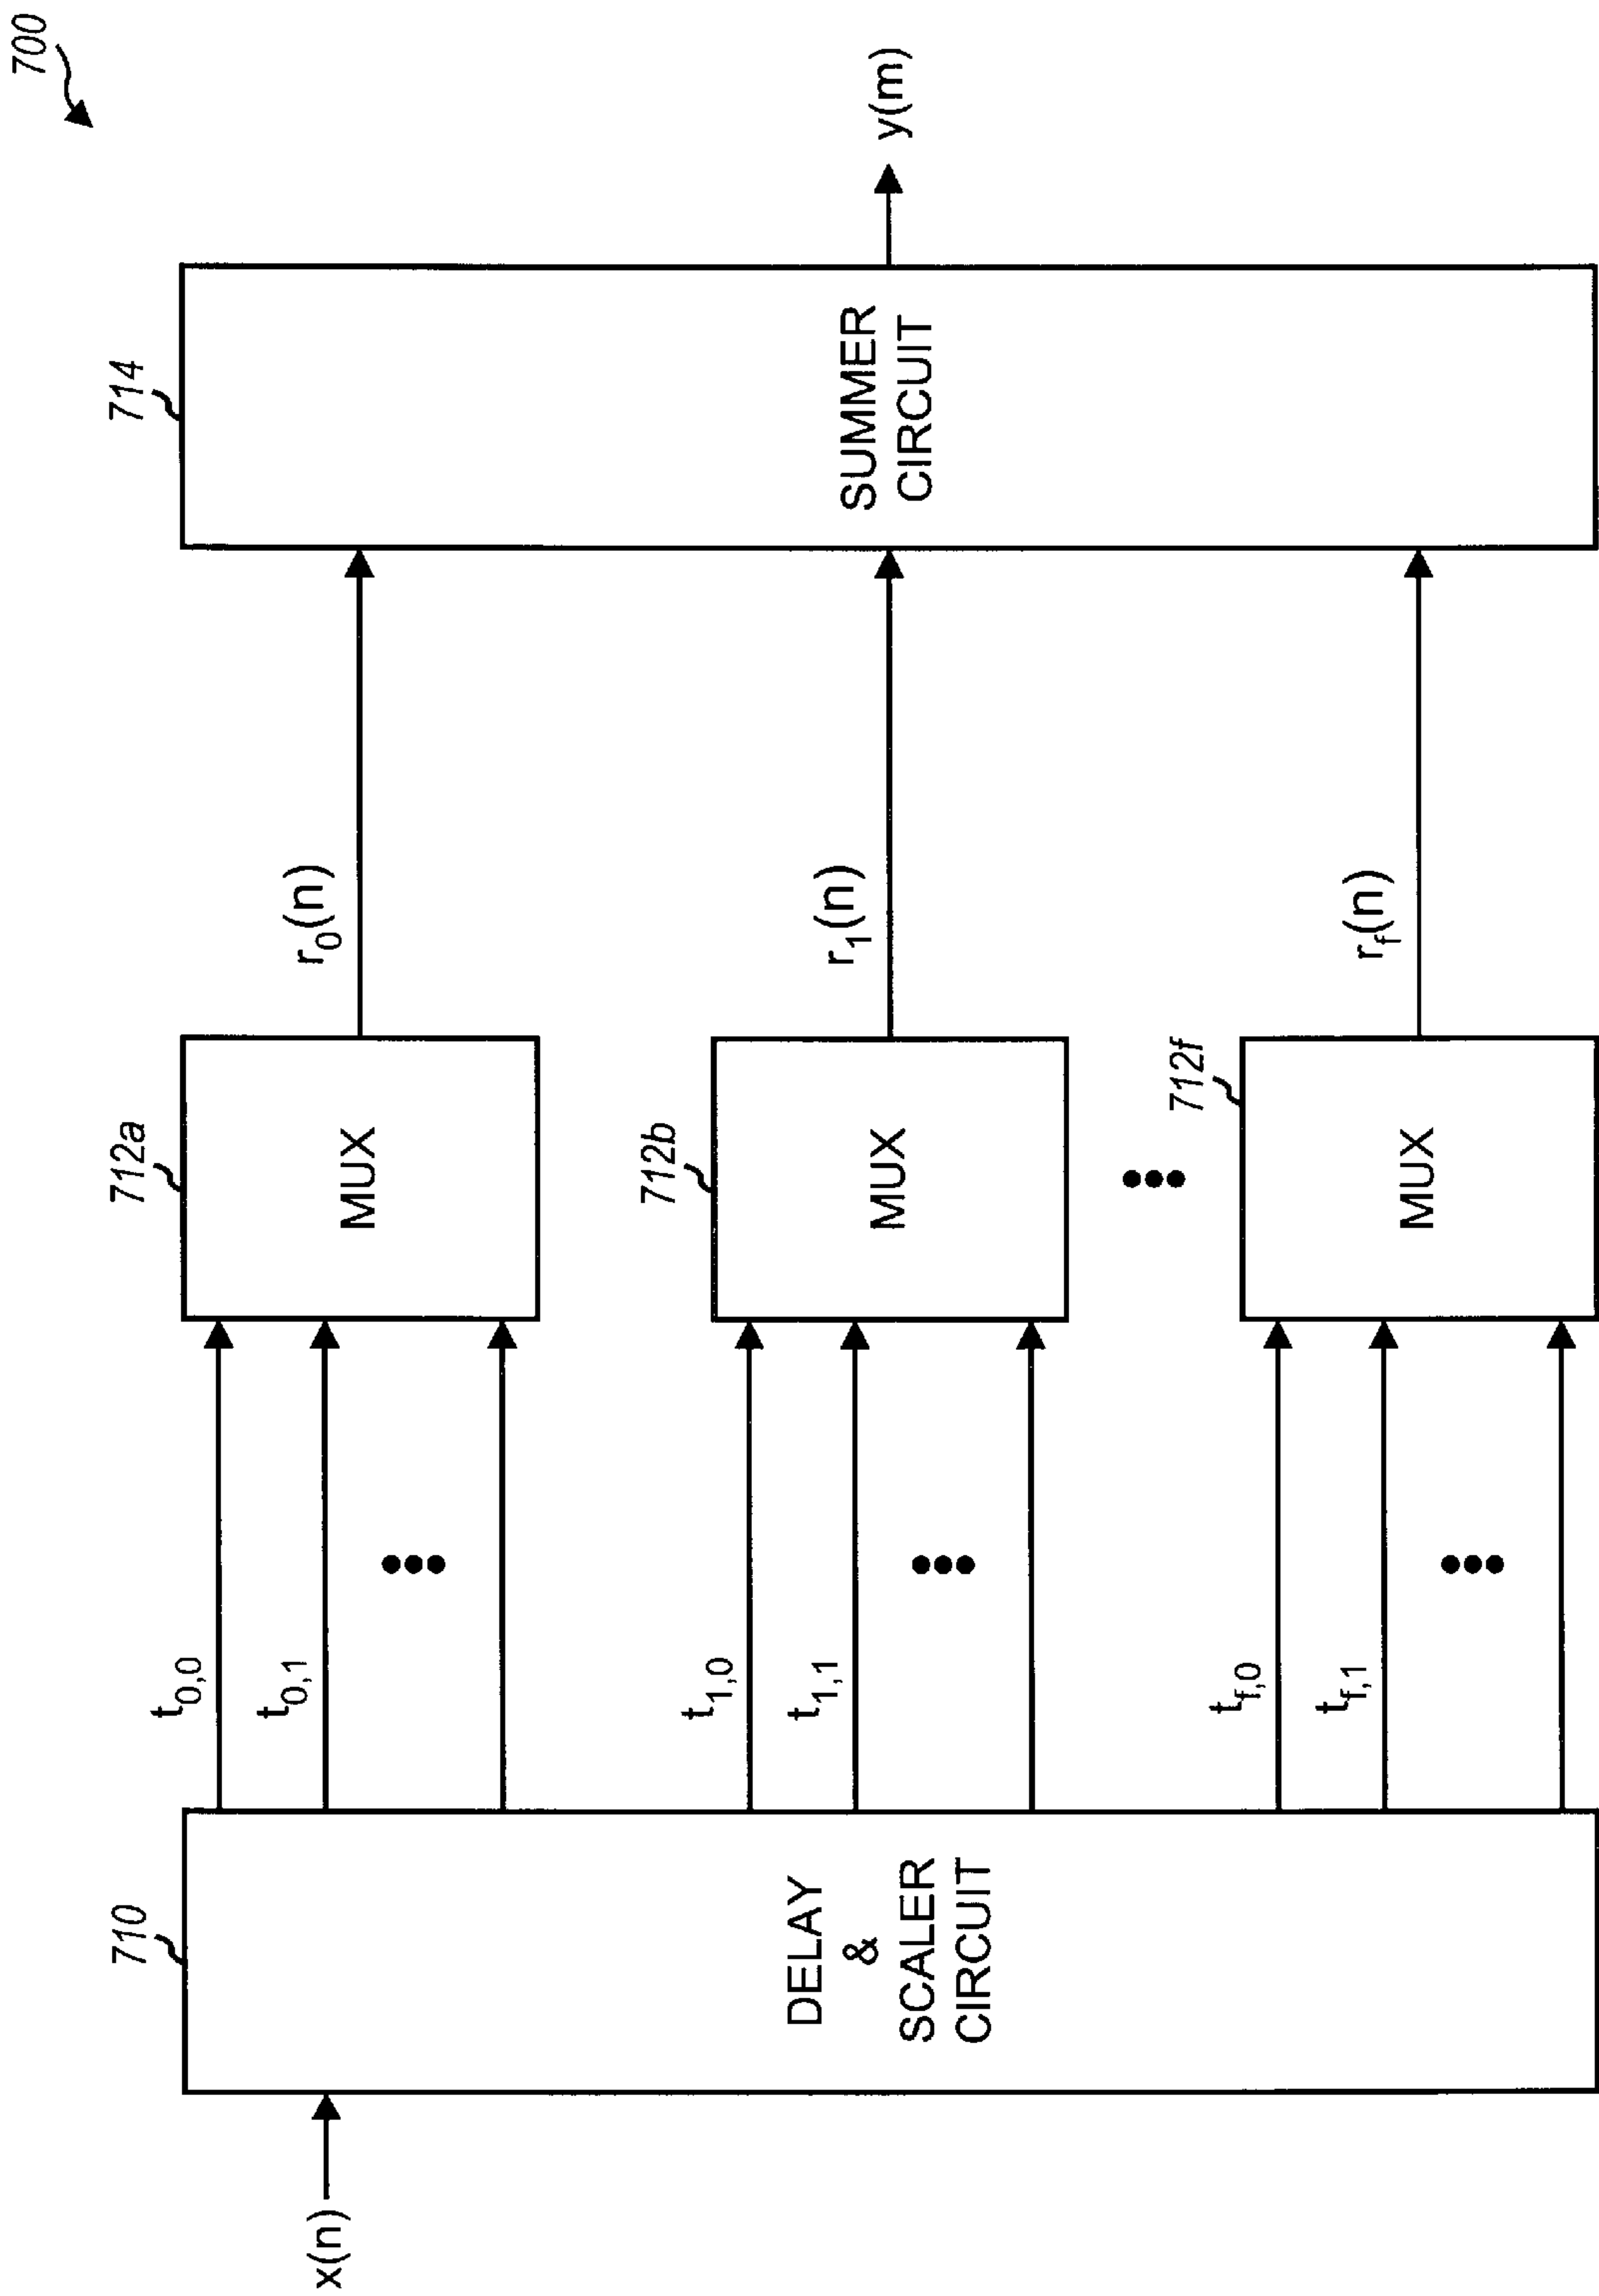 700
x(n)
710
DELAY
&
SCALER
CIRCUIT
t0,0
t0,1
t1,0
t1,1
tf,0
tf,1
712a
MUX
712b
MUX
712f
MUX
r0(n)
r1(n)
rf(n)
714
SUMMER
CIRCUIT
y(m)